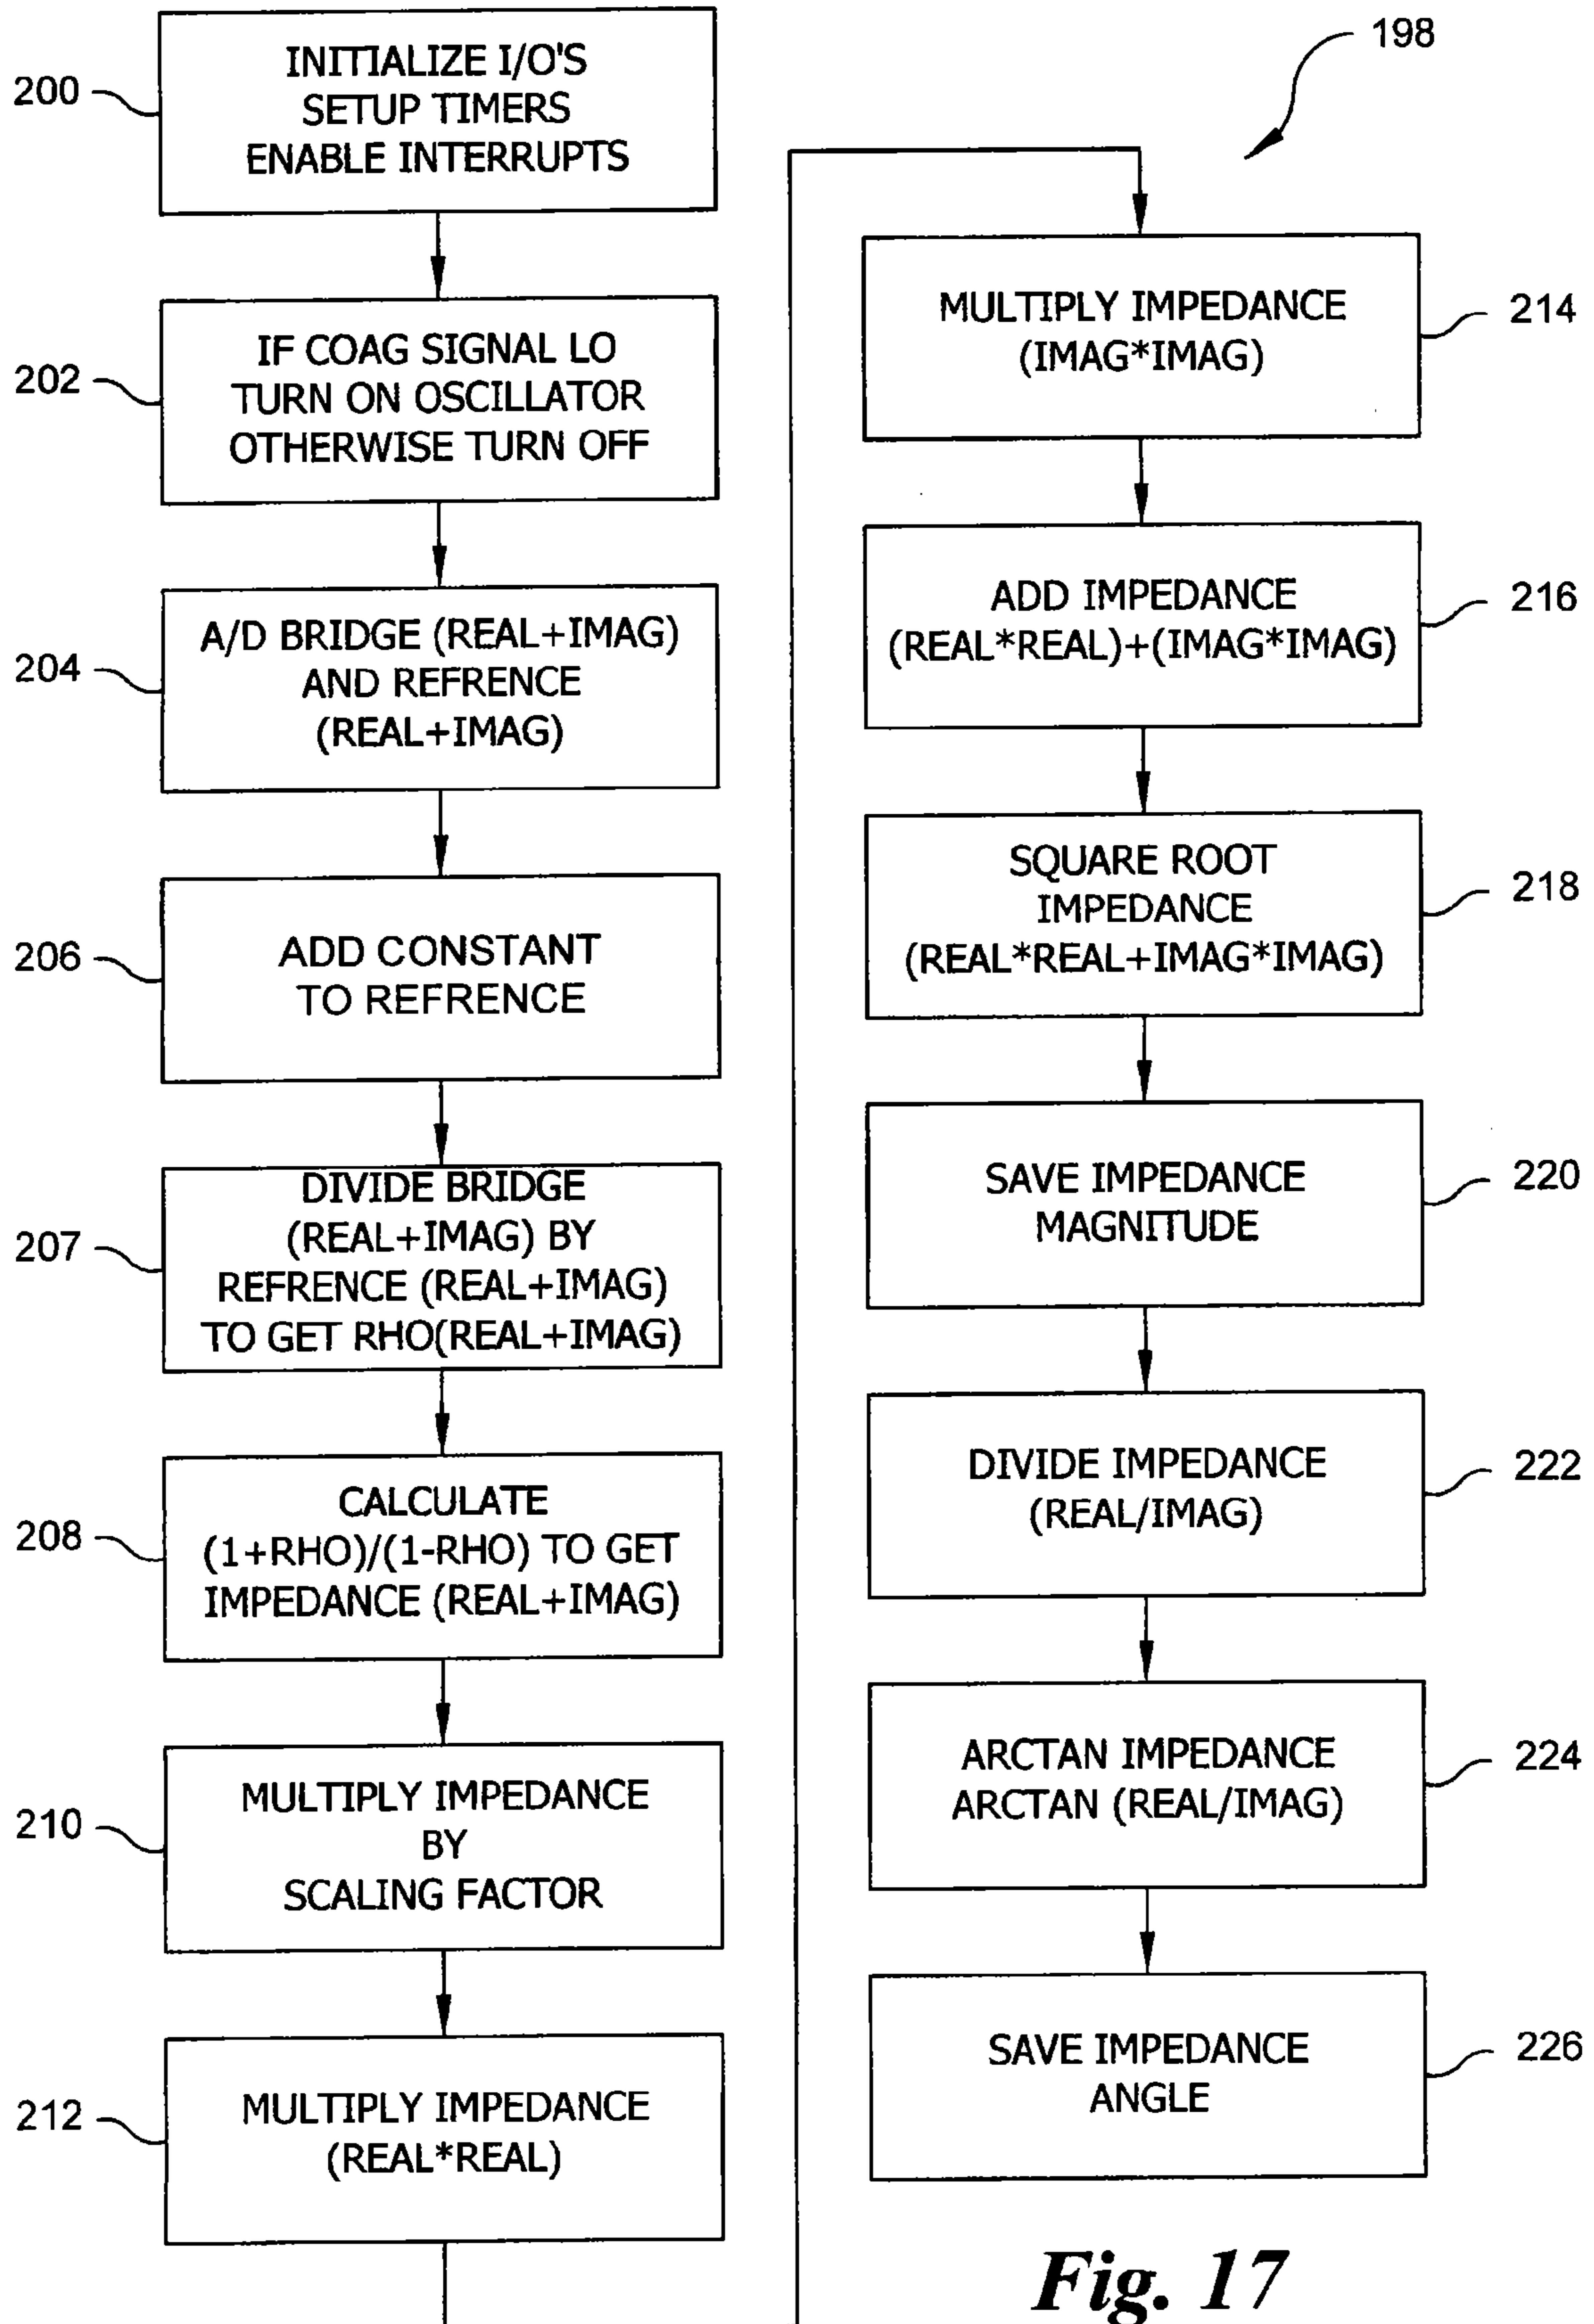 200
INITIALIZE I/O'S
SETUP TIMERS
ENABLE INTERRUPTS
202
IF COAG SIGNAL LO
TURN ON OSCILLATOR
OTHERWISE TURN OFF
204
A/D BRIDGE (REAL+IMAG)
AND REFRENCE
(REAL+IMAG)
206
ADD CONSTANT
TO REFRENCE
207
DIVIDE BRIDGE
(REAL+IMAG) BY
REFRENCE (REAL+IMAG)
TO GET RHO(REAL+IMAG)
208
CALCULATE
(1+RHO)/(1-RHO) TO GET
IMPEDANCE (REAL+IMAG)
210
MULTIPLY IMPEDANCE
BY
SCALING FACTOR
212
MULTIPLY IMPEDANCE
(REAL*REAL)
198
MULTIPLY IMPEDANCE
(IMAG*IMAG)
214
ADD IMPEDANCE
(REAL*REAL)+(IMAG*IMAG)
216
SQUARE ROOT
IMPEDANCE
(REAL*REAL+IMAG*IMAG)
218
SAVE IMPEDANCE
MAGNITUDE
220
DIVIDE IMPEDANCE
(REAL/IMAG)
222
ARCTAN IMPEDANCE
ARCTAN (REAL/IMAG)
224
SAVE IMPEDANCE
ANGLE
226
Fig. 17